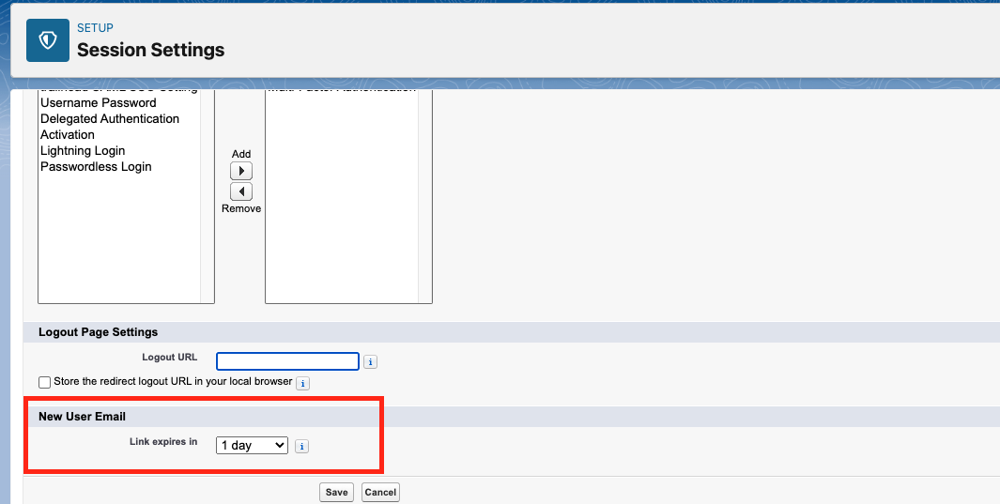 SETUP
Session Settings
Username Password
Delegated Authentication
Activation
Lightning Login
Passwordless Login
Add
Remove
Logout Page Settings
Logout URL
Store the redirect logout URL in your local browser
New User Email
Link expires in
1 day
Save
Cancel